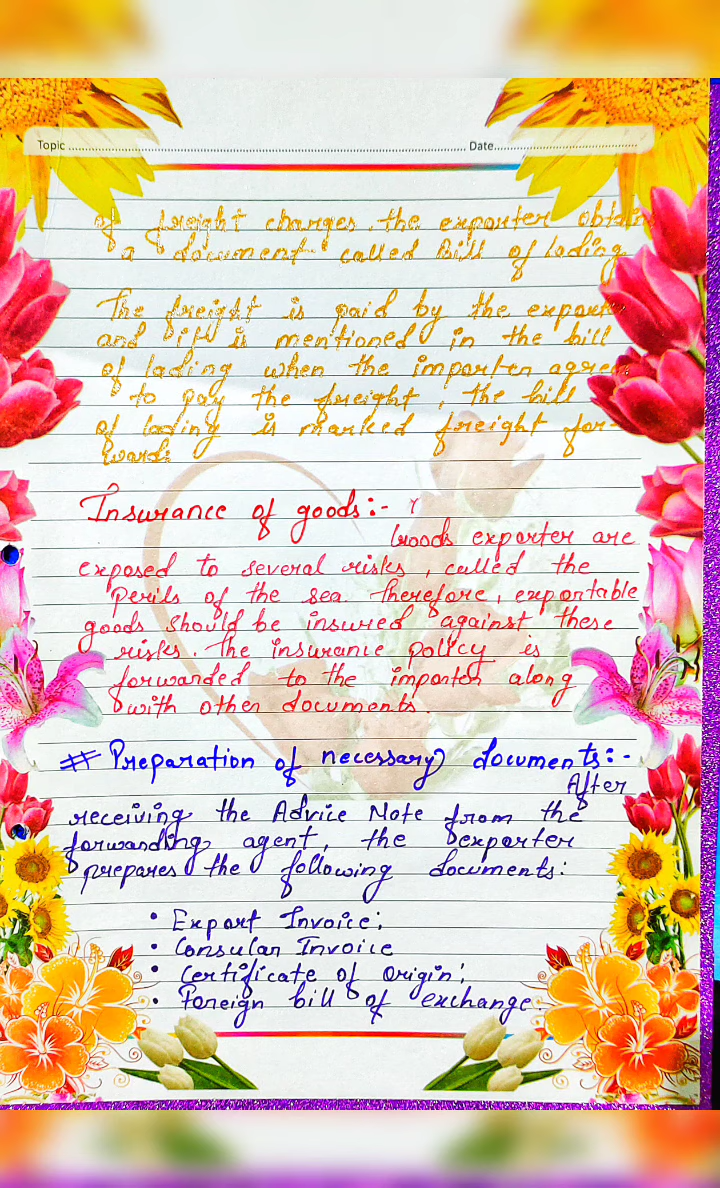 Topic ........ Date........
of freight charges. the exporter obtain
a document called Bill of lading
The freight is paid by the exporter
and it is mentioned in the bill
of lading when the importer agrees
to pay the freight, the bill
of lading is marked freight for-
ward:
Insurance of goods:-
Goods exporter are
exposed to several risks, called the
perils of the sea. Therefore, exportable
goods should be insured against these
risks. the insurance policy is
forwarded to the importer along
with other documents.
# Preparation of necessary documents:-
After
receiving the Advice Note from the
forwarding agent, the exporter
prepares the following documents:
• Export Invoice;
• Consular Invoice
• Certificate of Origin;
• Foreign bill of exchange.